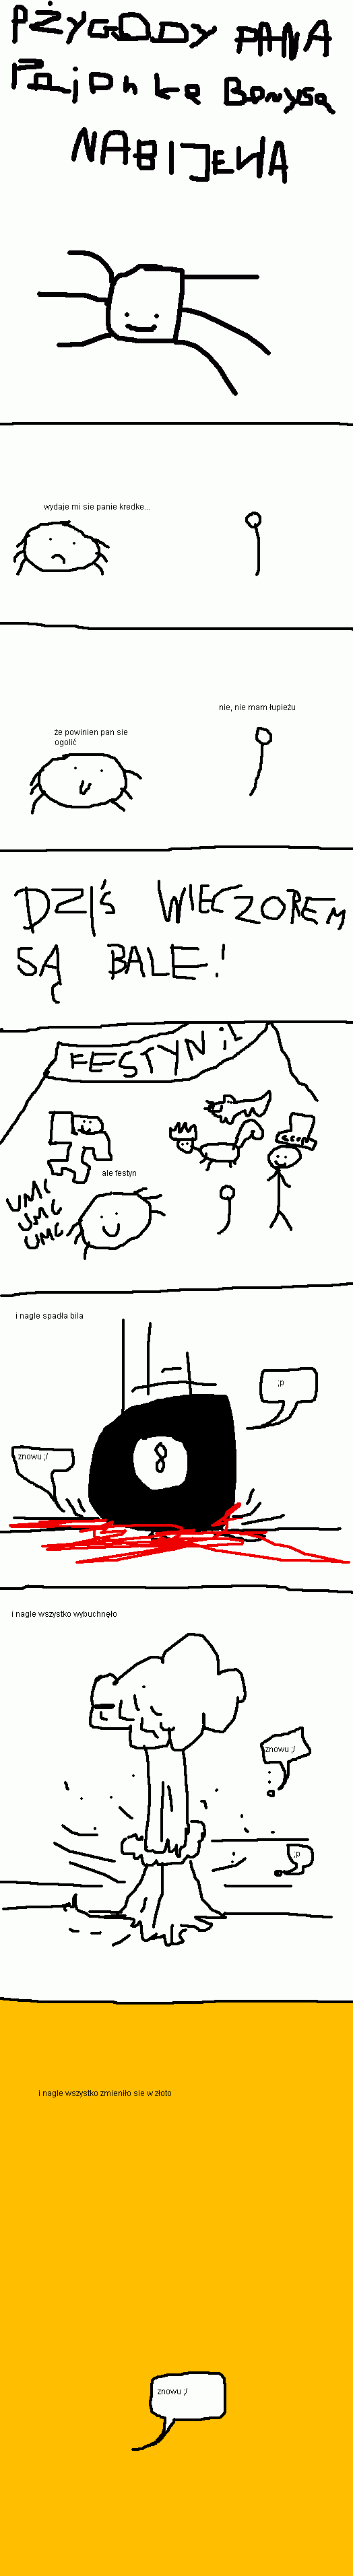 PŻYGODY PANA
Pająnka Borysa
NABIJEWA
wydaje mi sie panie kredke...
nie, nie mam łupieżu
że powinien pan sie
ogolić
DZIŚ WIECZOREM
SĄ BALE!
FESTYN
ale festyn
UMC
UMC
UMC
i nagle spadła bila
;p
znowu ;/
8
i nagle wszystko wybuchnęło
znowu ;/
;p
i nagle wszystko zmieniło sie w złoto
znowu ;/